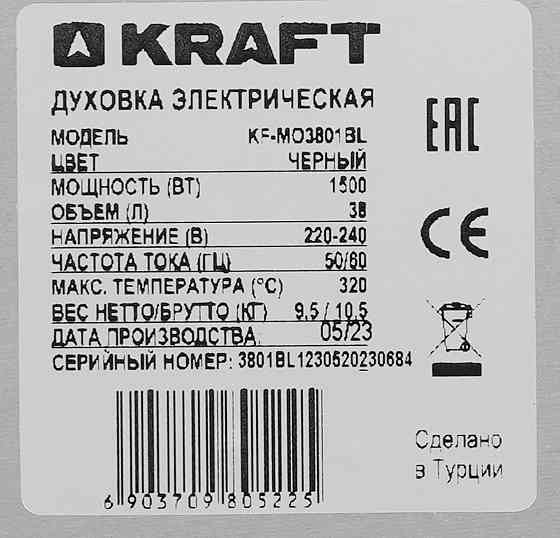 KRAFT
ДУХОВКА ЭЛЕКТРИЧЕСКАЯ
МОДЕЛЬ KF-MO3801BL
ЦВЕТ ЧЕРНЫЙ
МОЩНОСТЬ (ВТ) 1500
ОБЪЕМ (Л) 38
НАПРЯЖЕНИЕ (В) 220-240
ЧАСТОТА ТОКА (ГЦ) 50/60
МАКС. ТЕМПЕРАТУРА (°C) 320
ВЕС НЕТТО/БРУТТО (КГ) 9,5 / 10,5
ДАТА ПРОИЗВОДСТВА: 05/23
СЕРИЙНЫЙ НОМЕР: 3801BL1230520230684
6 903709 805225
EAC
CE
Сделано
в Турции